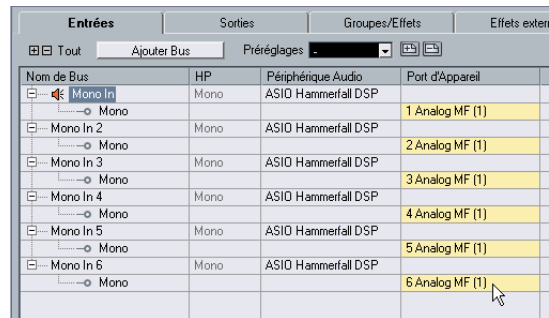 Entrées Sorties Groupes/Effets Effets exter
Tout Ajouter Bus Préréglages -
Nom de Bus HP Périphérique Audio Port d'Appareil
Mono In Mono ASIO Hammerfall DSP
Mono 1 Analog MF (1)
Mono In 2 Mono ASIO Hammerfall DSP
Mono 2 Analog MF (1)
Mono In 3 Mono ASIO Hammerfall DSP
Mono 3 Analog MF (1)
Mono In 4 Mono ASIO Hammerfall DSP
Mono 4 Analog MF (1)
Mono In 5 Mono ASIO Hammerfall DSP
Mono 5 Analog MF (1)
Mono In 6 Mono ASIO Hammerfall DSP
Mono 6 Analog MF (1)